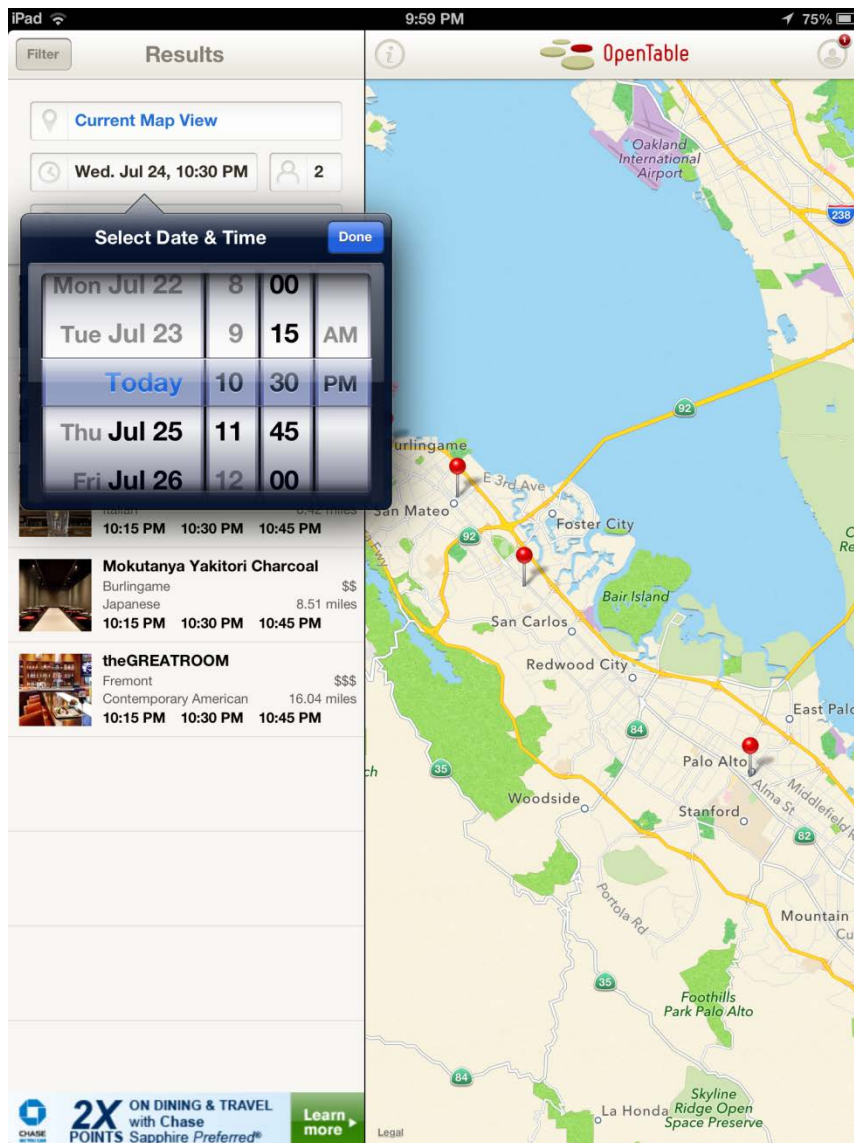 iPad 9:59 PM 75%
Filter Results
OpenTable
1
Current Map View
Wed. Jul 24, 10:30 PM 2
Select Date & Time Done
Mon Jul 22 8 00
Tue Jul 23 9 15 AM
Today 10 30 PM
Thu Jul 25 11 45
Fri Jul 26 12 00
Italian miles
10:15 PM 10:30 PM 10:45 PM
Mokutanya Yakitori Charcoal
Burlingame $$
Japanese 8.51 miles
10:15 PM 10:30 PM 10:45 PM
theGREATROOM
Fremont $$$
Contemporary American 16.04 miles
10:15 PM 10:30 PM 10:45 PM
CHASE
2X POINTS
ON DINING & TRAVEL
with Chase
Sapphire Preferred®
Learn
more
Oakland
International
Airport
238
92
urlingame
E 3rd Ave
San Mateo
92
Foster City
Fwy
Bair Island
San Carlos
Redwood City
84
East Palo
35
Palo Alto
Alma St
Middlefield
Woodside
Stanford
82
Portola Rd
Mountain
35
Foothills
Park Palo Alto
84
La Honda
Skyline
Ridge Open
Space Preserve
Legal